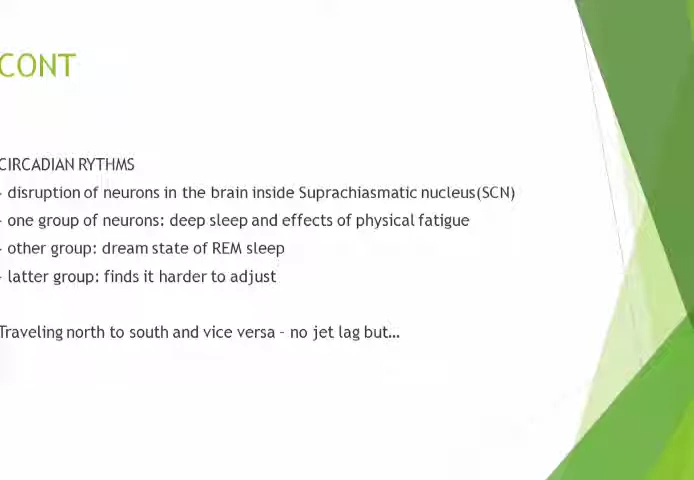 CONT
CIRCADIAN RYTHMS
- disruption of neurons in the brain inside Suprachiasmatic nucleus(SCN)
- one group of neurons: deep sleep and effects of physical fatigue
- other group: dream state of REM sleep
- latter group: finds it harder to adjust
Traveling north to south and vice versa – no jet lag but…